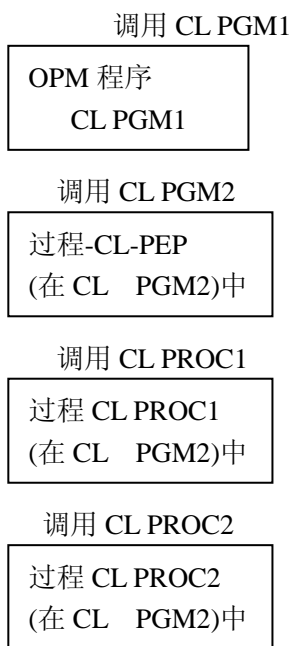 调用 CL PGM1
OPM 程序
CL PGM1
调用 CL PGM2
过程-CL-PEP
(在 CL PGM2)中
调用 CL PROC1
过程 CL PROC1
(在 CL PGM2)中
调用 CL PROC2
过程 CL PROC2
(在 CL PGM2)中